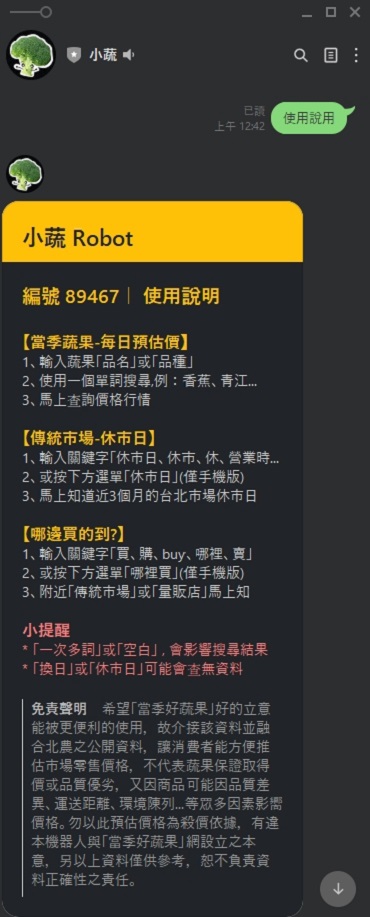 小蔬
已讀
上午 12:42
使用說用
小蔬 Robot
編號 89467｜ 使用說明
【當季蔬果-每日預估價】
1、輸入蔬果「品名」或「品種」
2、使用一個單詞搜尋,例：香蕉、青江...
3、馬上查詢價格行情
【傳統市場-休市日】
1、輸入關鍵字「休市日、休市、休、營業時...
2、或按下方選單「休市日」(僅手機版)
3、馬上知道近3個月的台北市場休市日
【哪邊買的到?】
1、輸入關鍵字「買、購、buy、哪裡、賣」
2、或按下方選單「哪裡買」(僅手機版)
3、附近「傳統市場」或「量販店」馬上知
小提醒
* 「一次多詞」或「空白」, 會影響搜尋結果
* 「換日」或「休市日」可能會查無資料
免責聲明　希望「當季好蔬果」好的立意
能被更便利的使用，故介接該資料並融
合北農之公開資料，讓消費者能方便推
估市場零售價格，不代表蔬果保證取得
價或品質優劣，又因商品可能因品質差
異、運送距離、環境陳列...等眾多因素影響
價格。勿以此預估價格為殺價依據，有違
本機器人與「當季好蔬果」網設立之本
意，另以上資料僅供參考，恕不負責資
料正確性之責任。